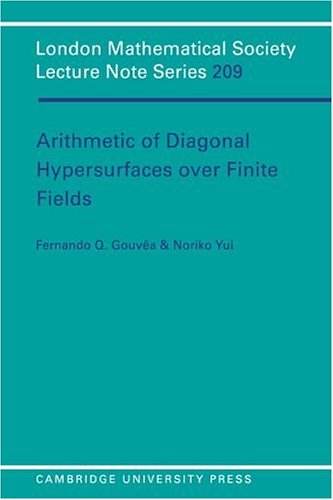 London Mathematical Society
Lecture Note Series 209
Arithmetic of Diagonal
Hypersurfaces over Finite
Fields
Fernando Q. Gouvêa & Noriko Yui
CAMBRIDGE UNIVERSITY PRESS